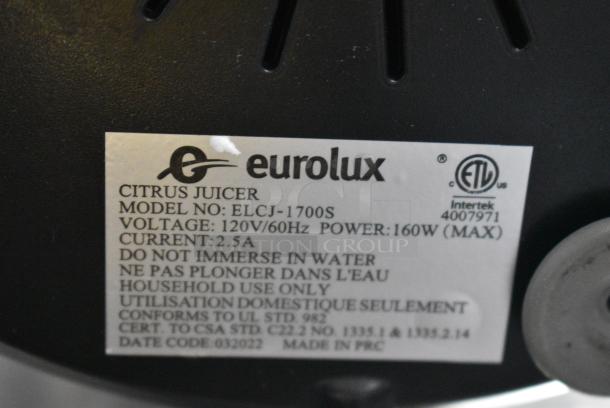 eurolux ®
CITRUS JUICER
MODEL NO: ELCJ-1700S
VOLTAGE: 120V/60Hz POWER:160W (MAX)
CURRENT:2.5A
DO NOT IMMERSE IN WATER
NE PAS PLONGER DANS L'EAU
HOUSEHOLD USE ONLY
UTILISATION DOMESTIQUE SEULEMENT
CONFORMS TO UL STD. 982
CERT. TO CSA STD. C22.2 NO. 1335.1 & 1335.2.14
DATE CODE: 032022 MADE IN PRC
C ETL US
Intertek
4007971
GROUP